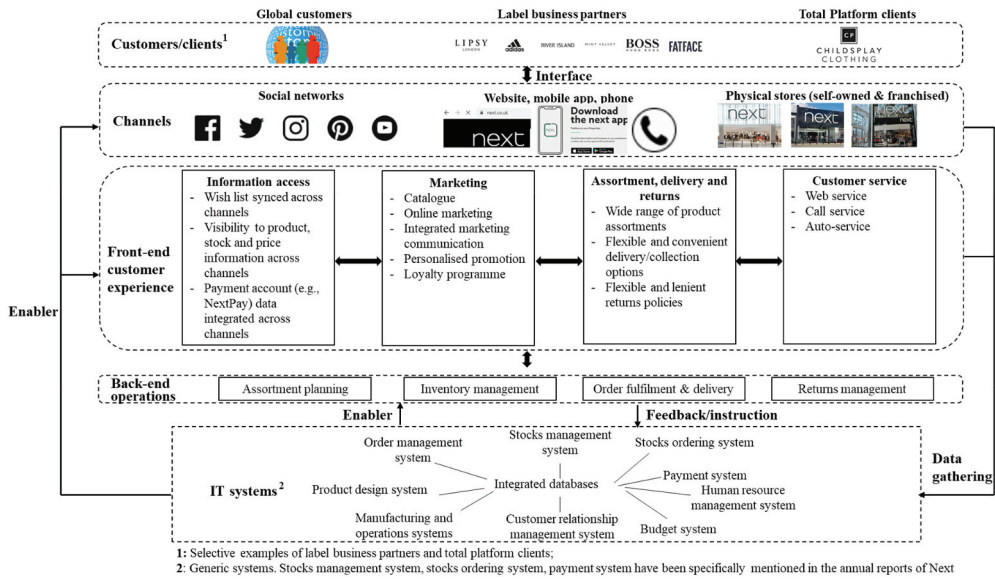 Global customers
Label business partners
Total Platform clients
Customers/clients1
LIPSY
LONDON
adidas
RIVER ISLAND
MINT VELVET
BOSS
HUGO BOSS
FATFACE
CP
CHILDSPLAY
CLOTHING
Interface
Social networks
Website, mobile app, phone
Physical stores (self-owned & franchised)
Channels
next.co.uk
next
Download
the next app
next
next
next
Information access
- Wish list synced across
channels
- Visibility to product,
stock and price
information across
channels
- Payment account (e.g.,
NextPay) data
integrated across
channels
Marketing
- Catalogue
- Online marketing
- Integrated marketing
communication
- Personalised promotion
- Loyalty programme
Assortment, delivery and
returns
- Wide range of product
assortments
- Flexible and convenient
delivery/collection
options
- Flexible and lenient
returns policies
Customer service
- Web service
- Call service
- Auto-service
Front-end
customer
experience
Enabler
Back-end
operations
Assortment planning
Inventory management
Order fulfilment & delivery
Returns management
Enabler
Feedback/instruction
Order management
system
Stocks management
system
Stocks ordering system
Data
gathering
IT systems2
Product design system
Integrated databases
Payment system
Human resource
management system
Manufacturing and
operations systems
Customer relationship
management system
Budget system
1: Selective examples of label business partners and total platform clients;
2: Generic systems. Stocks management system, stocks ordering system, payment system have been specifically mentioned in the annual reports of Next